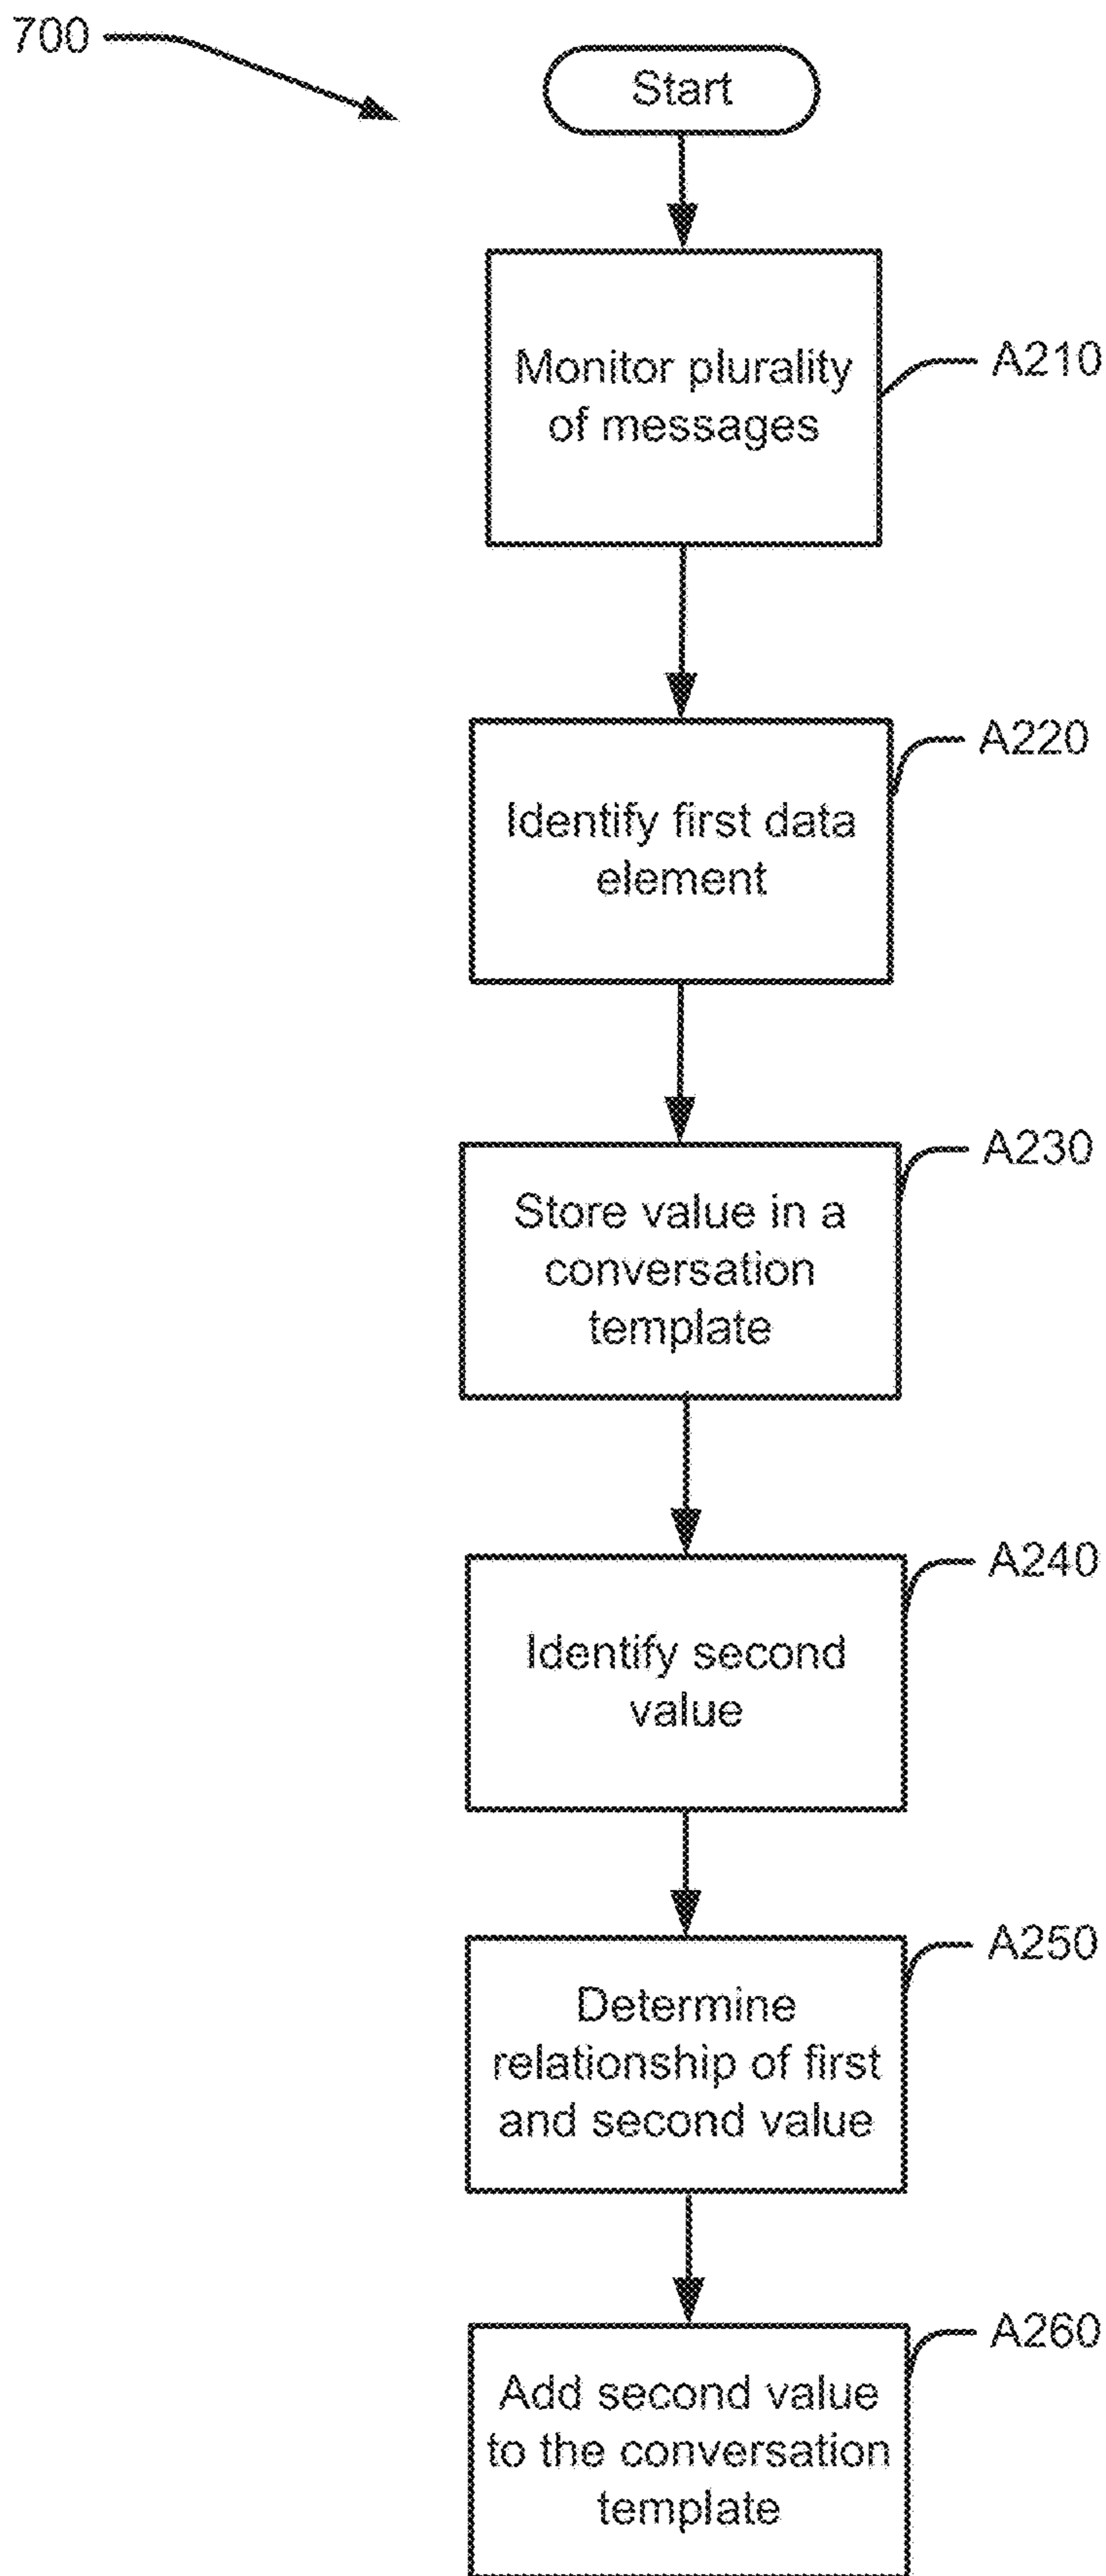 700
Start
Monitor plurality
of messages
A210
A220
Identify first data
element
A230
Store value in a
conversation
template
A240
Identify second
value
A250
Determine
relationship of first
and second value
A260
Add second value
to the conversation
template